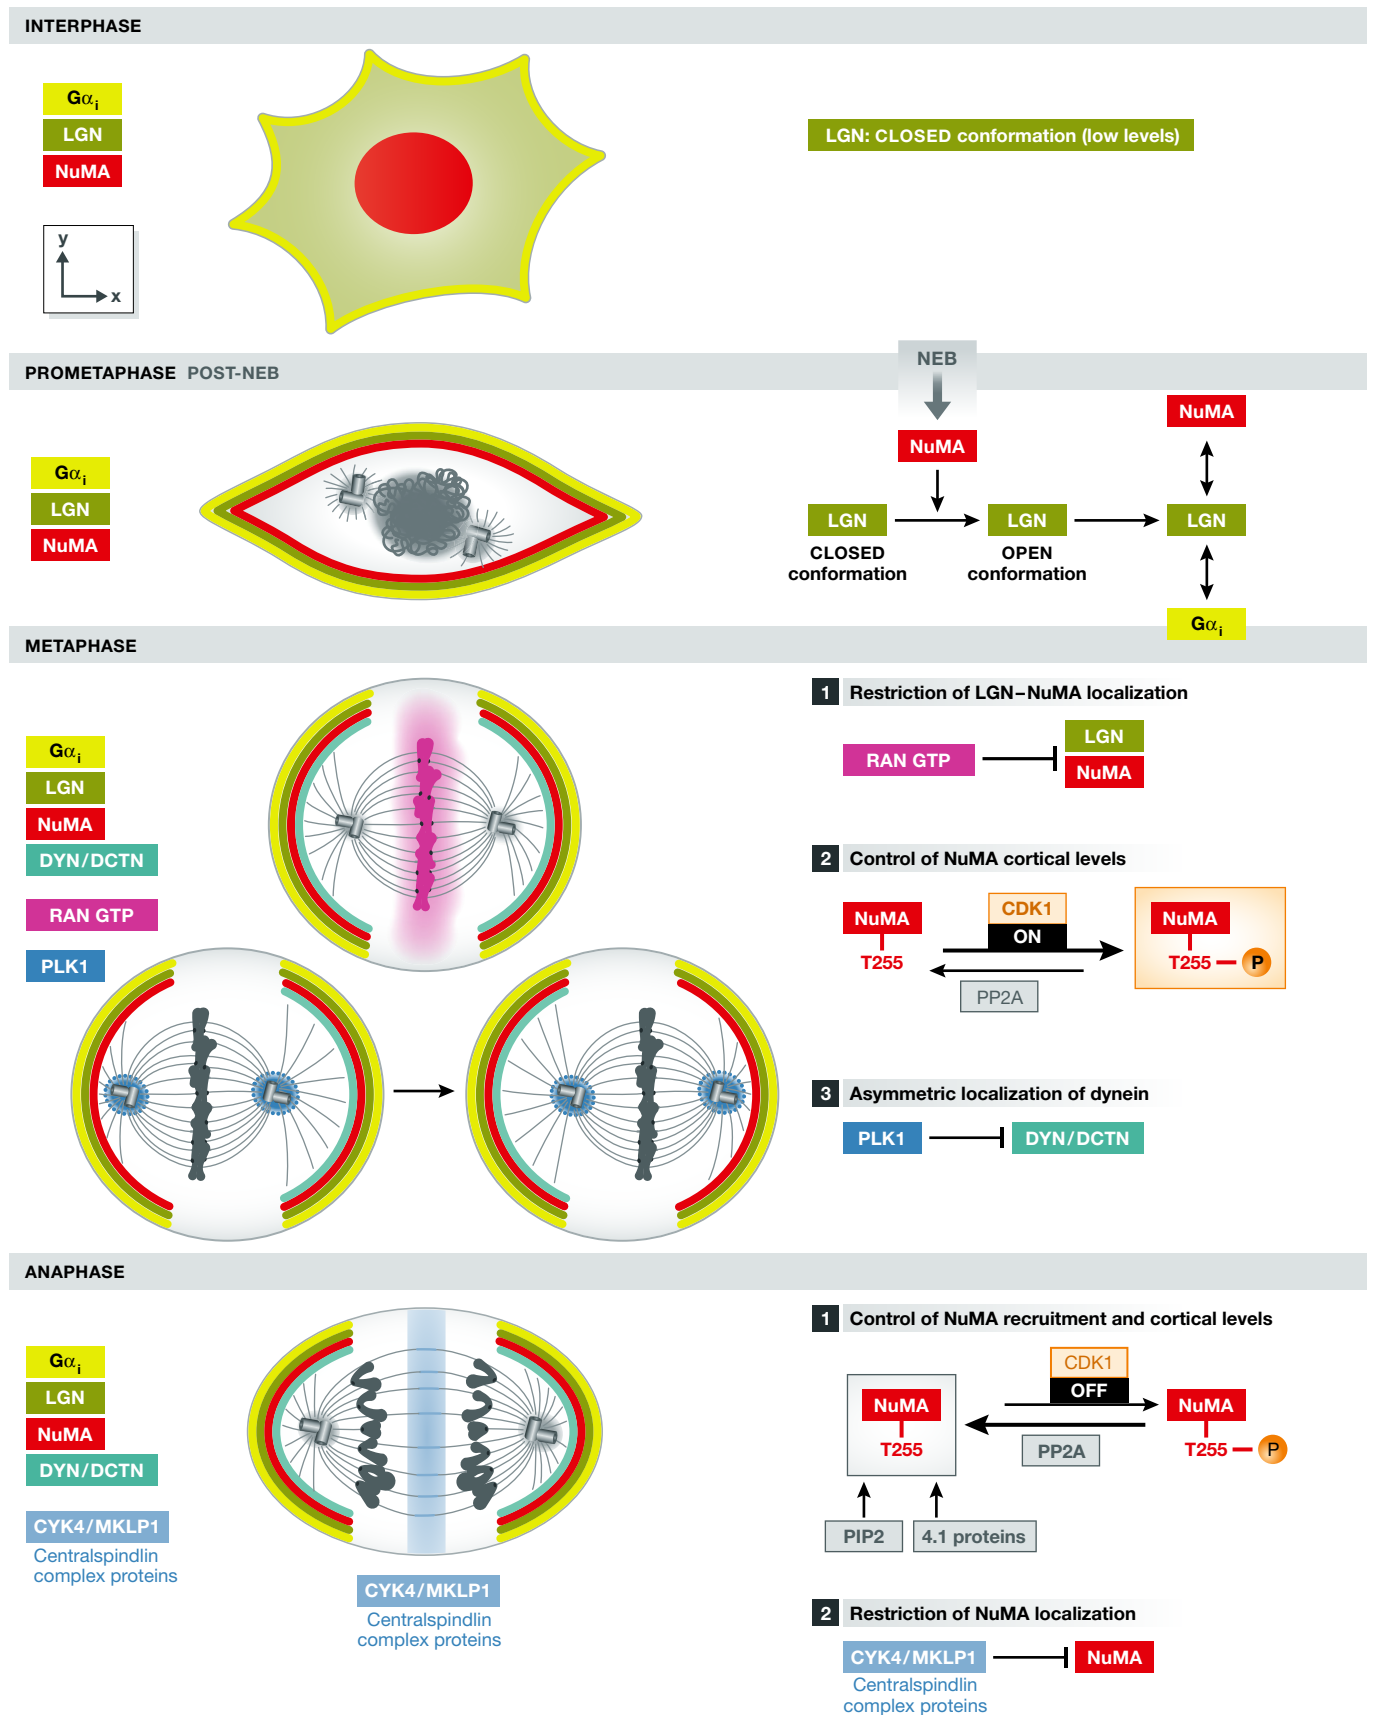 INTERPHASE
Gαi
LGN
NuMA
y
x
LGN: CLOSED conformation (low levels)
PROMETAPHASE POST-NEB
NEB
Gαi
LGN
NuMA
NuMA
NuMA
LGN
LGN
LGN
CLOSED
conformation
OPEN
conformation
Gαi
METAPHASE
Gαi
LGN
NuMA
DYN/DCTN
RAN GTP
PLK1
1 Restriction of LGN–NuMA localization
RAN GTP
LGN
NuMA
2 Control of NuMA cortical levels
NuMA
T255
CDK1
ON
PP2A
NuMA
T255
P
3 Asymmetric localization of dynein
PLK1
DYN/DCTN
ANAPHASE
Gαi
LGN
NuMA
DYN/DCTN
CYK4/MKLP1
Centralspindlin
complex proteins
CYK4/MKLP1
Centralspindlin
complex proteins
1 Control of NuMA recruitment and cortical levels
NuMA
T255
CDK1
OFF
PP2A
NuMA
T255
P
PIP2
4.1 proteins
2 Restriction of NuMA localization
CYK4/MKLP1
NuMA
Centralspindlin
complex proteins